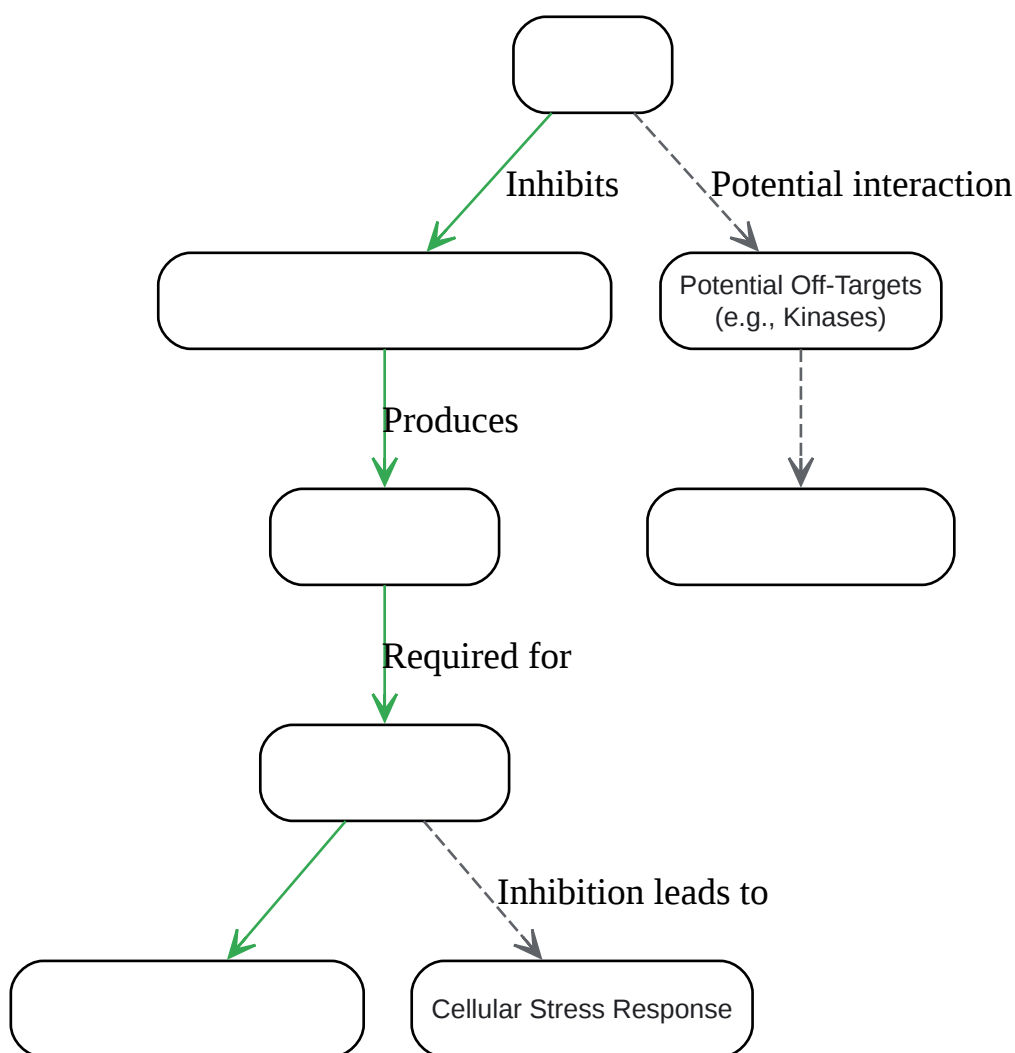 Inhibits
Potential interaction
Potential Off-Targets
(e.g., Kinases)
Produces
Required for
Inhibition leads to
Cellular Stress Response